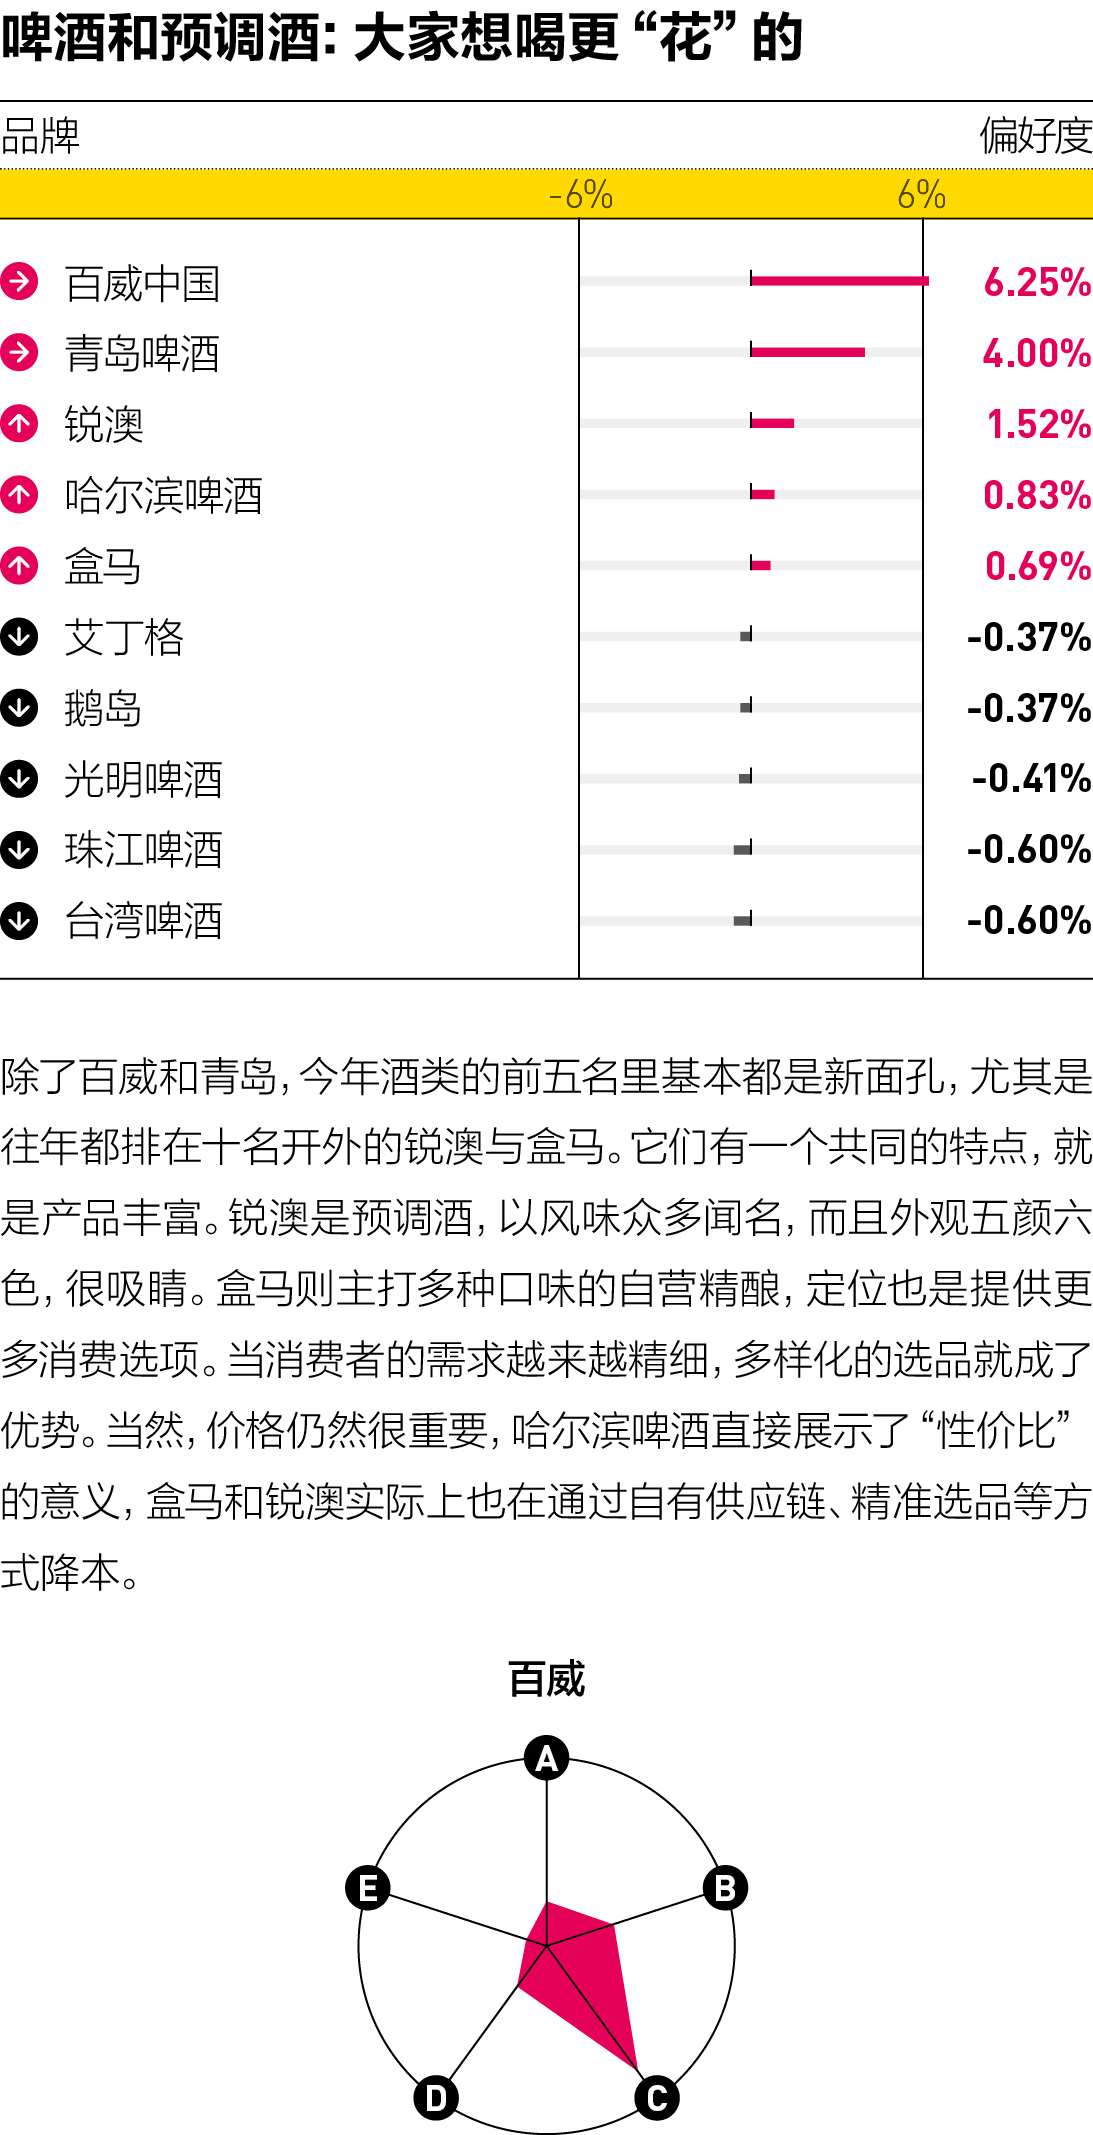 啤酒和预调酒：大家想喝更“花”的
品牌 偏好度
-6% 6%
百威中国 6.25%
青岛啤酒 4.00%
锐澳 1.52%
哈尔滨啤酒 0.83%
盒马 0.69%
艾丁格 -0.37%
鹅岛 -0.37%
光明啤酒 -0.41%
珠江啤酒 -0.60%
台湾啤酒 -0.60%
除了百威和青岛，今年酒类的前五名里基本都是新面孔，尤其是
往年都排在十名开外的锐澳与盒马。它们有一个共同的特点，就
是产品丰富。锐澳是预调酒，以风味众多闻名，而且外观五颜六
色，很吸睛。盒马则主打多种口味的自营精酿，定位也是提供更
多消费选项。当消费者的需求越来越精细，多样化的选品就成了
优势。当然，价格仍然很重要，哈尔滨啤酒直接展示了“性价比”
的意义，盒马和锐澳实际上也在通过自有供应链、精准选品等方
式降本。
百威
A
E B
D C